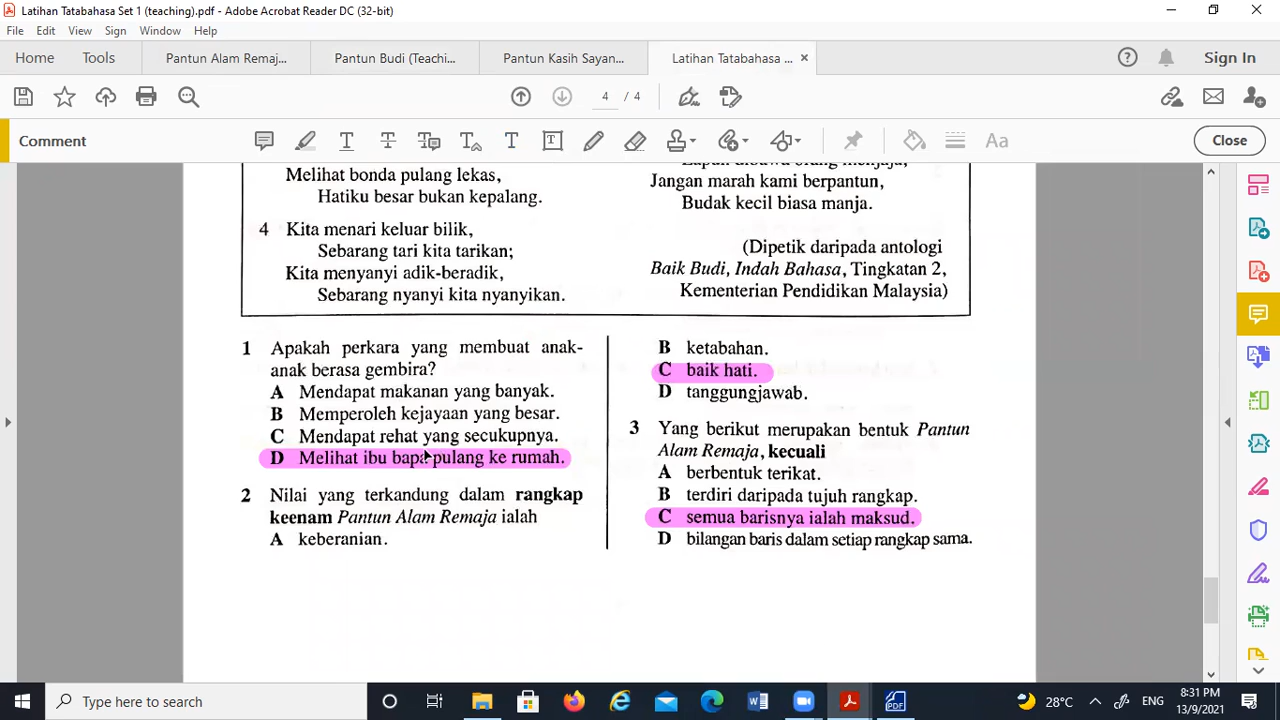 Latihan Tatabahasa Set 1 (teaching).pdf - Adobe Acrobat Reader DC (32-bit)
File Edit View Sign Window Help
Home Tools Pantun Alam Remaj... Pantun Budi (Teachi... Pantun Kasih Sayan... Latihan Tatabahasa ... × Sign In
4 / 4
Comment Aa Close
Melihat bonda pulang lekas,
Hatiku besar bukan kepalang.
4 Kita menari keluar bilik,
Sebarang tari kita tarikan;
Kita menyanyi adik-beradik,
Sebarang nyanyi kita nyanyikan.
Jangan marah kami berpantun,
Budak kecil biasa manja.
(Dipetik daripada antologi
Baik Budi, Indah Bahasa, Tingkatan 2,
Kementerian Pendidikan Malaysia)
1 Apakah perkara yang membuat anak-
anak berasa gembira?
A Mendapat makanan yang banyak.
B Memperoleh kejayaan yang besar.
C Mendapat rehat yang secukupnya.
D Melihat ibu bapa pulang ke rumah.
2 Nilai yang terkandung dalam rangkap
keenam Pantun Alam Remaja ialah
A keberanian.
B ketabahan.
C baik hati.
D tanggungjawab.
3 Yang berikut merupakan bentuk Pantun
Alam Remaja, kecuali
A berbentuk terikat.
B terdiri daripada tujuh rangkap.
C semua barisnya ialah maksud.
D bilangan baris dalam setiap rangkap sama.
Type here to search
28°C ENG
8:31 PM
13/9/2021